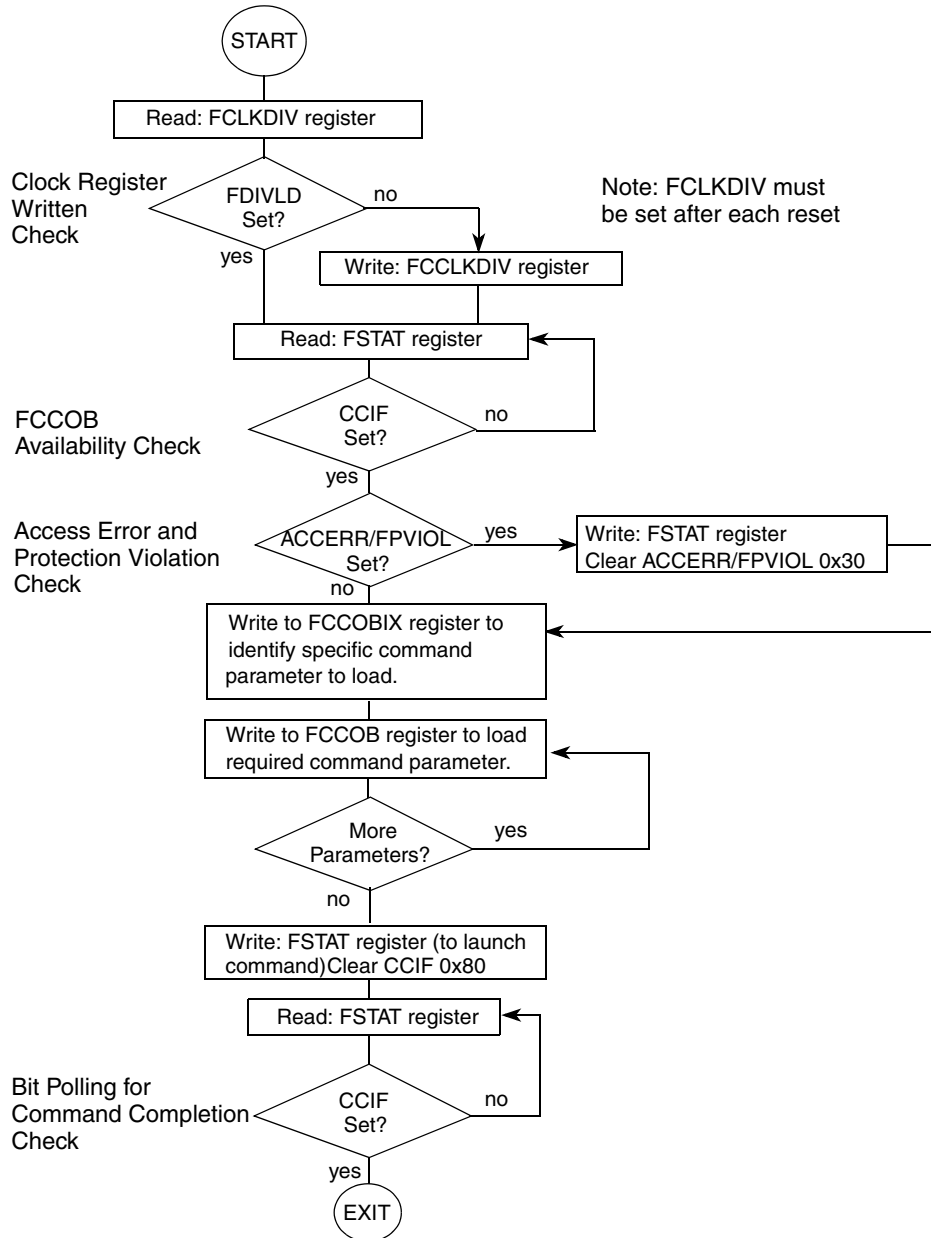 START
Read: FCLKDIV register
Clock Register
Written
Check
FDIVLD
Set?
no
yes
Note: FCLKDIV must
be set after each reset
Write: FCCLKDIV register
Read: FSTAT register
FCCOB
Availability Check
CCIF
Set?
no
yes
Access Error and
Protection Violation
Check
ACCERR/FPVIOL
Set?
yes
no
Write: FSTAT register
Clear ACCERR/FPVIOL 0x30
Write to FCCOBIX register to
identify specific command
parameter to load.
Write to FCCOB register to load
required command parameter.
More
Parameters?
yes
no
Write: FSTAT register (to launch
command)Clear CCIF 0x80
Read: FSTAT register
Bit Polling for
Command Completion
Check
CCIF
Set?
no
yes
EXIT